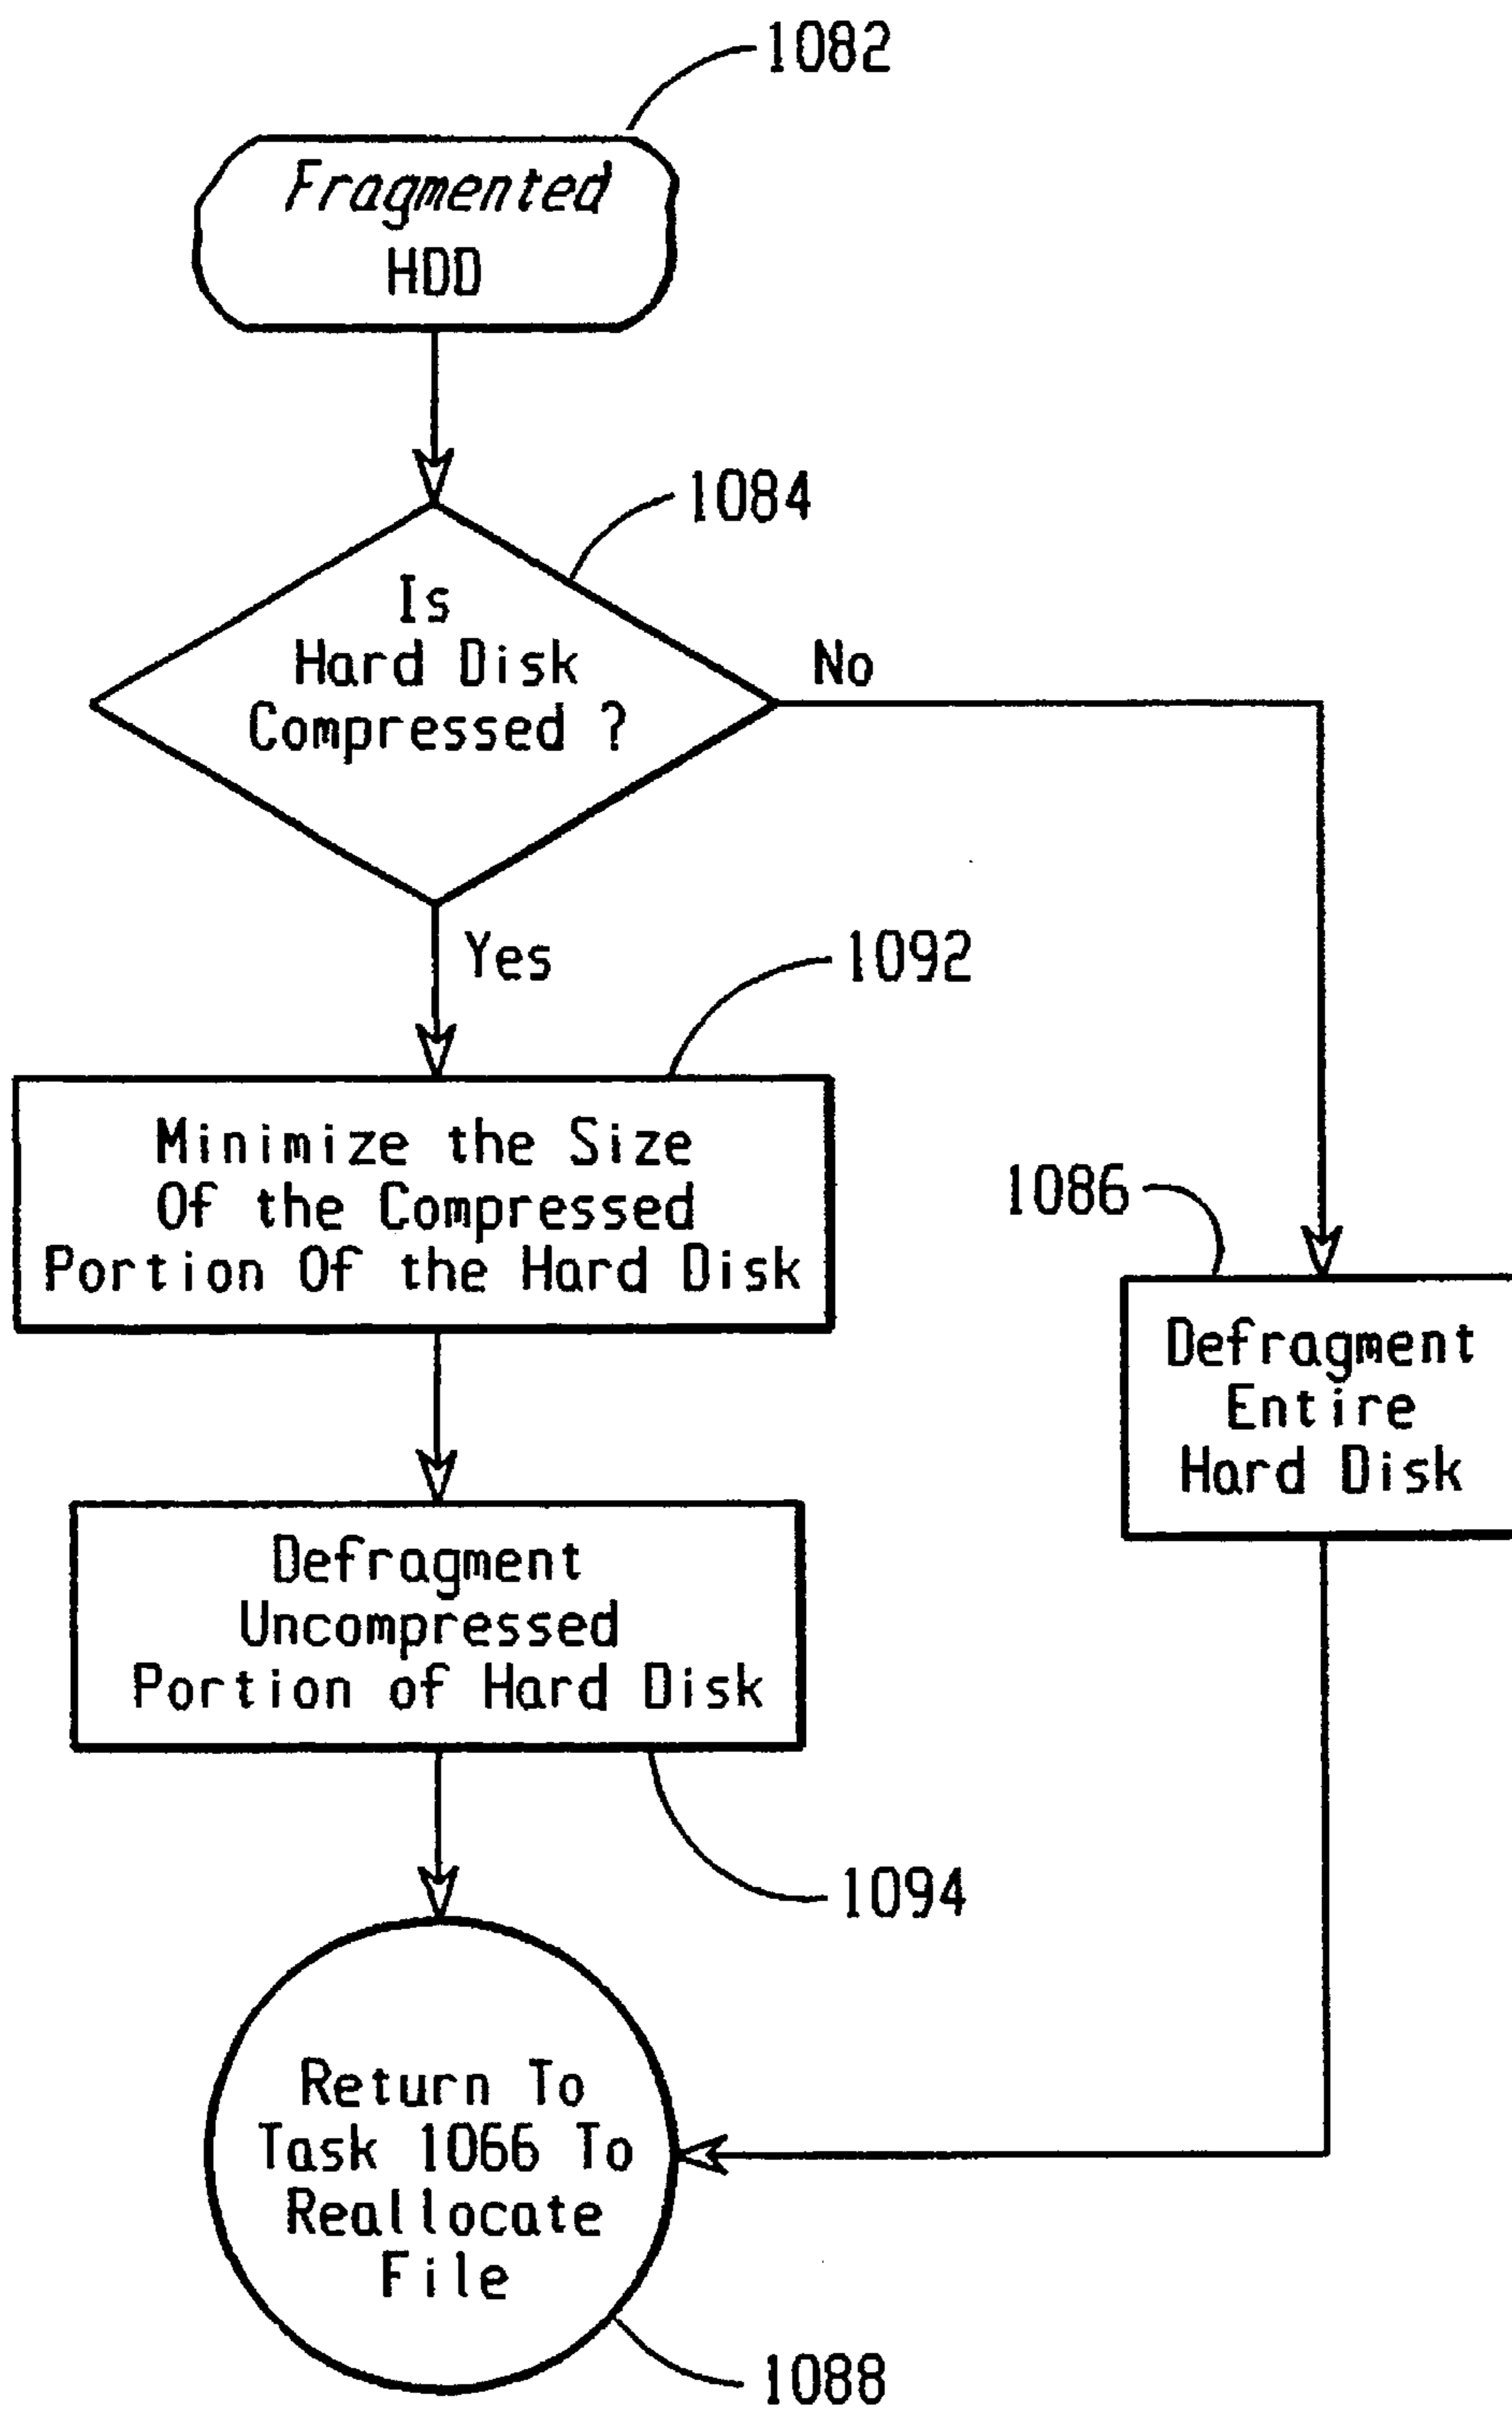 1082
Fragmented
HDD
1084
Is
Hard Disk
Compressed ?
No
Yes
1092
Minimize the Size
Of the Compressed
Portion Of the Hard Disk
1086
Defragment
Entire
Hard Disk
Defragment
Uncompressed
Portion of Hard Disk
1094
Return To
Task 1066 To
Reallocate
File
1088